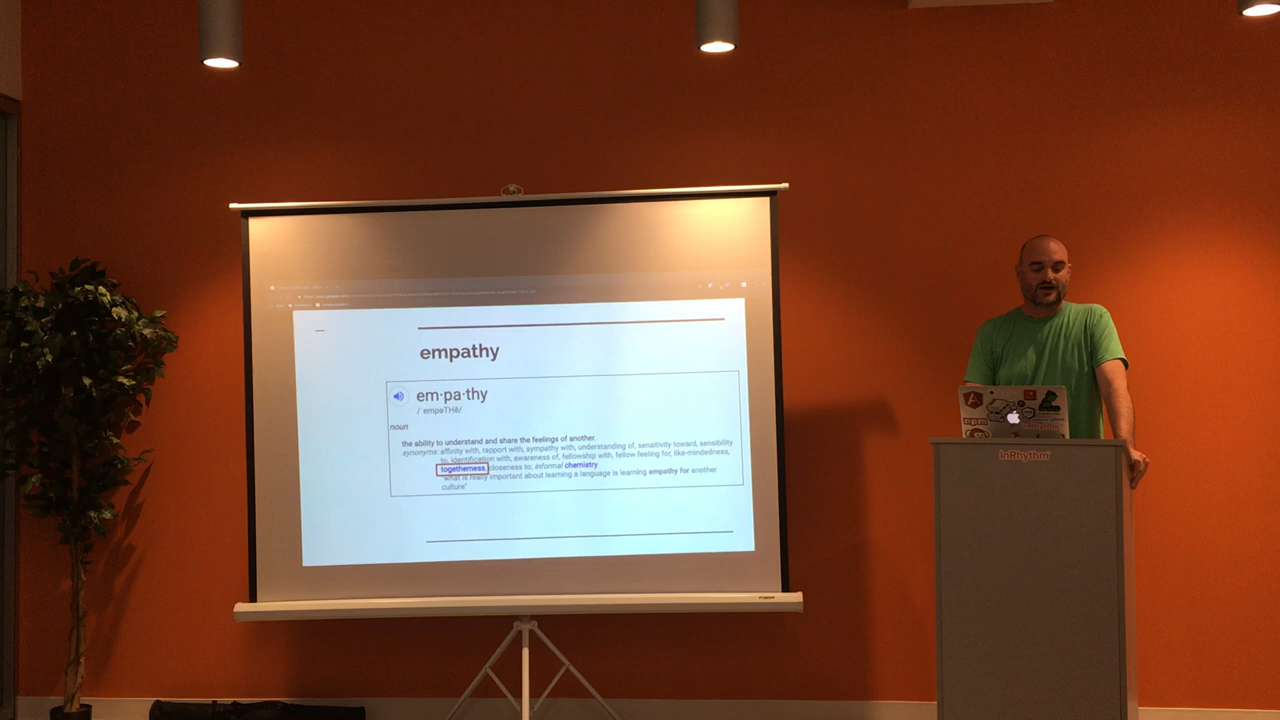 empathy
em·pa·thy
/ˈempəTHē/
noun
the ability to understand and share the feelings of another.
synonyms: affinity with, rapport with, sympathy with, understanding of, sensitivity toward, sensibility
to, identification with, awareness of, fellowship with, fellow feeling for, like-mindedness,
togetherness, closeness to; informal chemistry
"what is really important about learning a language is learning empathy for another
culture"
npm
InRhythm
InRhythm